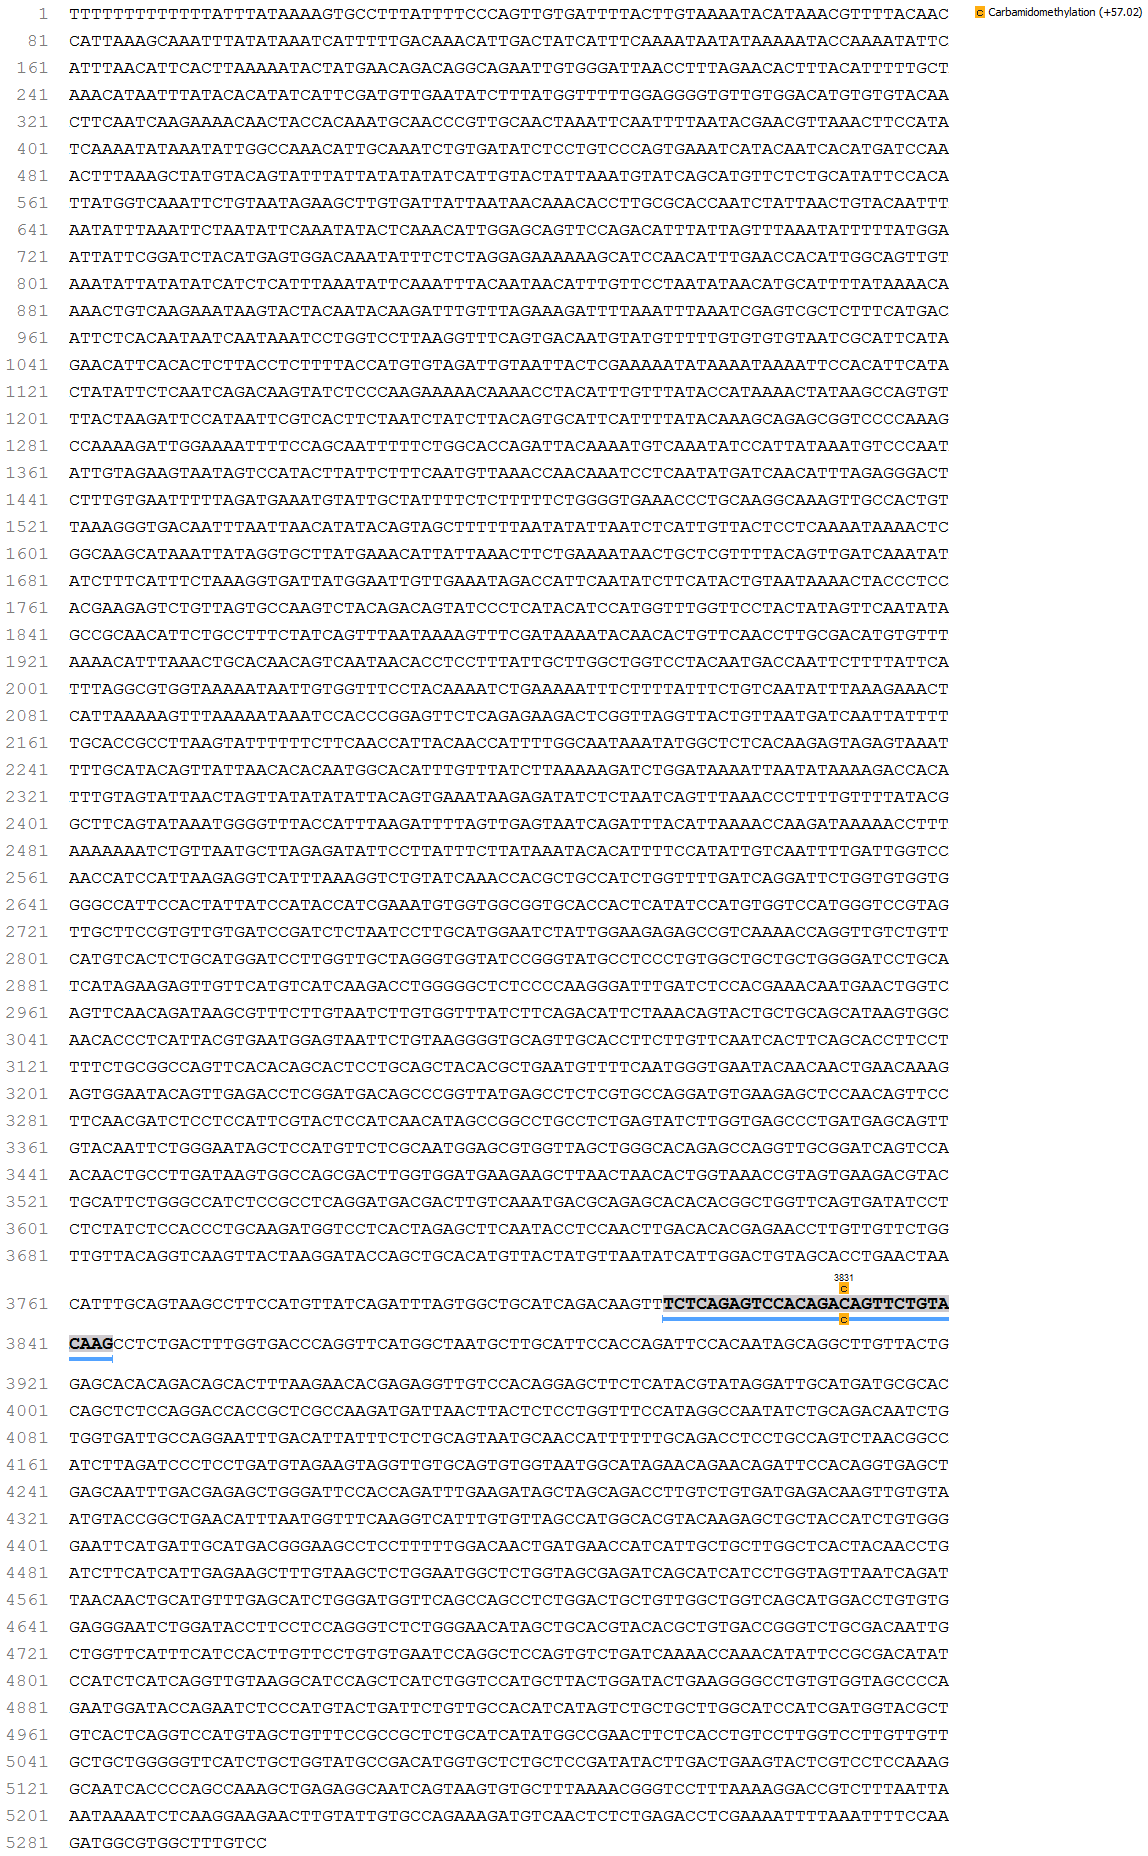 1 TTTTTTTTTTTTTTATTTATAAAAGTGCCTTTATTTTCCCAGTTGTGATTTTACTTGTAAAATACATAAACGTTTTACAAC
C Carbamidomethylation (+57.02)
81 CATTAAAGCAAATTTATATAAATCATTTTTGACAAACATTGACTATCATTTCAAAATAATATAAAAATACCAAAATATTC
161 ATTTAACATTCACTTAAAAATACTATGAACAGACAGGCAGAATTGTGGGATTAACCTTTAGAACACTTTACATTTTTGCT
241 AAACATAATTTATACACATATCATTCGATGTTGAATATCTTTATGGTTTTTGGAGGGGTGTTGTGGACATGTGTGTACAA
321 CTTCAATCAAGAAAACAACTACCACAAATGCAACCCGTTGCAACTAAATTCAATTTTAATACGAACGTTAAACTTCCATA
401 TCAAAATATAAATATTGGCCAAACATTGCAAATCTGTGATATCTCCTGTCCCAGTGAAATCATACAATCACATGATCCAA
481 ACTTTAAAGCTATGTACAGTATTTATTATATATATCATTGTACTATTAAATGTATCAGCATGTTCTCTGCATATTCCACA
561 TTATGGTCAAATTCTGTAATAGAAGCTTGTGATTATTAATAACAAACACCTTGCGCACCAATCTATTAACTGTACAATTT
641 AATATTTAAATTCTAATATTCAAATATACTCAAACATTGGAGCAGTTCCAGACATTTATTAGTTTAAATATTTTTATGGA
721 ATTATTCGGATCTACATGAGTGGACAAATATTTCTCTAGGAGAAAAAAGCATCCAACATTTGAACCACATTGGCAGTTGT
801 AAATATTATATATCATCTCATTTAAATATTCAAATTTACAATAACATTTGTTCCTAATATAACATGCATTTTATAAAACA
881 AAACTGTCAAGAAATAAGTACTACAATACAAGATTTGTTTAGAAAGATTTTAAATTTAAATCGAGTCGCTCTTTCATGAC
961 ATTCTCACAATAATCAATAAATCCTGGTCCTTAAGGTTTCAGTGACAATGTATGTTTTTGTGTGTGTAATCGCATTCATA
1041 GAACATTCACACTCTTACCTCTTTTACCATGTGTAGATTGTAATTACTCGAAAAATATAAAATAAAATTCCACATTCATA
1121 CTATATTCTCAATCAGACAAGTATCTCCCAAGAAAAACAAAACCTACATTTGTTTATACCATAAAACTATAAGCCAGTGT
1201 TTACTAAGATTCCATAATTCGTCACTTCTAATCTATCTTACAGTGCATTCATTTTATACAAAGCAGAGCGGTCCCCAAAG
1281 CCAAAAGATTGGAAAATTTTCCAGCAATTTTTCTGGCACCAGATTACAAAATGTCAAATATCCATTATAAATGTCCCAAT
1361 ATTGTAGAAGTAATAGTCCATACTTATTCTTTCAATGTTAAACCAACAAATCCTCAATATGATCAACATTTAGAGGGACT
1441 CTTTGTGAATTTTTAGATGAAATGTATTGCTATTTTCTCTTTTTCTGGGGTGAAACCCTGCAAGGCAAAGTTGCCACTGT
1521 TAAAGGGTGACAATTTAATTAACATATACAGTAGCTTTTTTAATATATTAATCTCATTGTTACTCCTCAAAATAAAACTC
1601 GGCAAGCATAAATTATAGGTGCTTATGAAACATTATTAAACTTCTGAAAATAACTGCTCGTTTTACAGTTGATCAAATAT
1681 ATCTTTCATTTCTAAAGGTGATTATGGAATTGTTGAAATAGACCATTCAATATCTTCATACTGTAATAAAACTACCCTCC
1761 ACGAAGAGTCTGTTAGTGCCAAGTCTACAGACAGTATCCCTCATACATCCATGGTTTGGTTCCTACTATAGTTCAATATA
1841 GCCGCAACATTCTGCCTTTCTATCAGTTTAATAAAAGTTTCGATAAAATACAACACTGTTCAACCTTGCGACATGTGTTT
1921 AAAACATTTAAACTGCACAACAGTCAATAACACCTCCTTTATTGCTTGGCTGGTCCTACAATGACCAATTCTTTTATTCA
2001 TTTAGGCGTGGTAAAAATAATTGTGGTTTCCTACAAAATCTGAAAAATTTCTTTTATTTCTGTCAATATTTAAAGAAACT
2081 CATTAAAAAGTTTAAAAATAAATCCACCCGGAGTTCTCAGAGAAGACTCGGTTAGGTTACTGTTAATGATCAATTATTTT
2161 TGCACCGCCTTAAGTATTTTTTCTTCAACCATTACAACCATTTTGGCAATAAATATGGCTCTCACAAGAGTAGAGTAAAT
2241 TTTGCATACAGTTATTAACACACAATGGCACATTTGTTTATCTTAAAAAGATCTGGATAAAATTAATATAAAAGACCACA
2321 TTTGTAGTATTAACTAGTTATATATATTACAGTGAAATAAGAGATATCTCTAATCAGTTTAAACCCTTTTGTTTTATACG
2401 GCTTCAGTATAAATGGGGTTTACCATTTAAGATTTTAGTTGAGTAATCAGATTTACATTAAAACCAAGATAAAAACCTTT
2481 AAAAAAATCTGTTAATGCTTAGAGATATTCCTTATTTCTTATAAATACACATTTTCCATATTGTCAATTTTGATTGGTCC
2561 AACCATCCATTAAGAGGTCATTTAAAGGTCTGTATCAAACCACGCTGCCATCTGGTTTTGATCAGGATTCTGGTGTGGTG
2641 GGGCCATTCCACTATTATCCATACCATCGAAATGTGGTGGCGGTGCACCACTCATATCCATGTGGTCCATGGGTCCGTAG
2721 TTGCTTCCGTGTTGTGATCCGATCTCTAATCCTTGCATGGAATCTATTGGAAGAGAGCCGTCAAAACCAGGTTGTCTGTT
2801 CATGTCACTCTGCATGGATCCTTGGTTGCTAGGGTGGTATCCGGGTATGCCTCCCTGTGGCTGCTGCTGGGGATCCTGCA
2881 TCATAGAAGAGTTGTTCATGTCATCAAGACCTGGGGGCTCTCCCCAAGGGATTTGATCTCCACGAAACAATGAACTGGTC
2961 AGTTCAACAGATAAGCGTTTCTTGTAATCTTGTGGTTTATCTTCAGACATTCTAAACAGTACTGCTGCAGCATAAGTGGC
3041 AACACCCTCATTACGTGAATGGAGTAATTCTGTAAGGGGTGCAGTTGCACCTTCTTGTTCAATCACTTCAGCACCTTCCT
3121 TTTCTGCGGCCAGTTCACACAGCACTCCTGCAGCTACACGCTGAATGTTTTCAATGGGTGAATACAACAACTGAACAAAG
3201 AGTGGAATACAGTTGAGACCTCGGATGACAGCCCGGTTATGAGCCTCTCGTGCCAGGATGTGAAGAGCTCCAACAGTTCC
3281 TTCAACGATCTCCTCCATTCGTACTCCATCAACATAGCCGGCCTGCCTCTGAGTATCTTGGTGAGCCCTGATGAGCAGTT
3361 GTACAATTCTGGGAATAGCTCCATGTTCTCGCAATGGAGCGTGGTTAGCTGGGCACAGAGCCAGGTTGCGGATCAGTCCA
3441 ACAACTGCCTTGATAAGTGGCCAGCGACTTGGTGGATGAAGAAGCTTAACTAACACTGGTAAACCGTAGTGAAGACGTAC
3521 TGCATTCTGGGCCATCTCCGCCTCAGGATGACGACTTGTCAAATGACGCAGAGCACACACGGCTGGTTCAGTGATATCCT
3601 CTCTATCTCCACCCTGCAAGATGGTCCTCACTAGAGCTTCAATACCTCCAACTTGACACACGAGAACCTTGTTGTTCTGG
3681 TTGTTACAGGTCAAGTTACTAAGGATACCAGCTGCACATGTTACTATGTTAATATCATTGGACTGTAGCACCTGAACTAA
3831
C
3761 CATTTGCAGTAAGCCTTCCATGTTATCAGATTTAGTGGCTGCATCAGACAAGTTTCTCAGAGTCCACAGACAGTTCTGTA
C
3841 CAAGCCTCTGACTTTGGTGACCCAGGTTCATGGCTAATGCTTGCATTCCACCAGATTCCACAATAGCAGGCTTGTTACTG
3921 GAGCACACAGACAGCACTTTAAGAACACGAGAGGTTGTCCACAGGAGCTTCTCATACGTATAGGATTGCATGATGCGCAC
4001 CAGCTCTCCAGGACCACCGCTCGCCAAGATGATTAACTTACTCTCCTGGTTTCCATAGGCCAATATCTGCAGACAATCTG
4081 TGGTGATTGCCAGGAATTTGACATTATTTCTCTGCAGTAATGCAACCATTTTTTGCAGACCTCCTGCCAGTCTAACGGCC
4161 ATCTTAGATCCCTCCTGATGTAGAAGTAGGTTGTGCAGTGTGGTAATGGCATAGAACAGAACAGATTCCACAGGTGAGCT
4241 GAGCAATTTGACGAGAGCTGGGATTCCACCAGATTTGAAGATAGCTAGCAGACCTTGTCTGTGATGAGACAAGTTGTGTA
4321 ATGTACCGGCTGAACATTTAATGGTTTCAAGGTCATTTGTGTTAGCCATGGCACGTACAAGAGCTGCTACCATCTGTGGG
4401 GAATTCATGATTGCATGACGGGAAGCCTCCTTTTTGGACAACTGATGAACCATCATTGCTGCTTGGCTCACTACAACCTG
4481 ATCTTCATCATTGAGAAGCTTTGTAAGCTCTGGAATGGCTCTGGTAGCGAGATCAGCATCATCCTGGTAGTTAATCAGAT
4561 TAACAACTGCATGTTTGAGCATCTGGGATGGTTCAGCCAGCCTCTGGACTGCTGTTGGCTGGTCAGCATGGACCTGTGTG
4641 GAGGGAATCTGGATACCTTCCTCCAGGGTCTCTGGGAACATAGCTGCACGTACACGCTGTGACCGGGTCTGCGACAATTG
4721 CTGGTTCATTTCATCCACTTGTTCCTGTGTGAATCCAGGCTCCAGTGTCTGATCAAAACCAAACATATTCCGCGACATAT
4801 CCATCTCATCAGGTTGTAAGGCATCCAGCTCATCTGGTCCATGCTTACTGGATACTGAAGGGGCCTGTGTGGTAGCCCCA
4881 GAATGGATACCAGAATCTCCCATGTACTGATTCTGTTGCCACATCATAGTCTGCTGCTTGGCATCCATCGATGGTACGCT
4961 GTCACTCAGGTCCATGTAGCTGTTTCCGCCGCTCTGCATCATATGGCCGAACTTCTCACCTGTCCTTGGTCCTTGTTGTT
5041 GCTGCTGGGGGTTCATCTGCTGGTATGCCGACATGGTGCTCTGCTCCGATATACTTGACTGAAGTACTCGTCCTCCAAAG
5121 GCAATCACCCCAGCCAAAGCTGAGAGGCAATCAGTAAGTGTGCTTTAAAACGGGTCCTTTAAAAGGACCGTCTTTAATTA
5201 AATAAAATCTCAAGGAAGAACTTGTATTGTGCCAGAAAGATGTCAACTCTCTGAGACCTCGAAAATTTTAAATTTTCCAA
5281 GATGGCGTGGCTTTGTCC